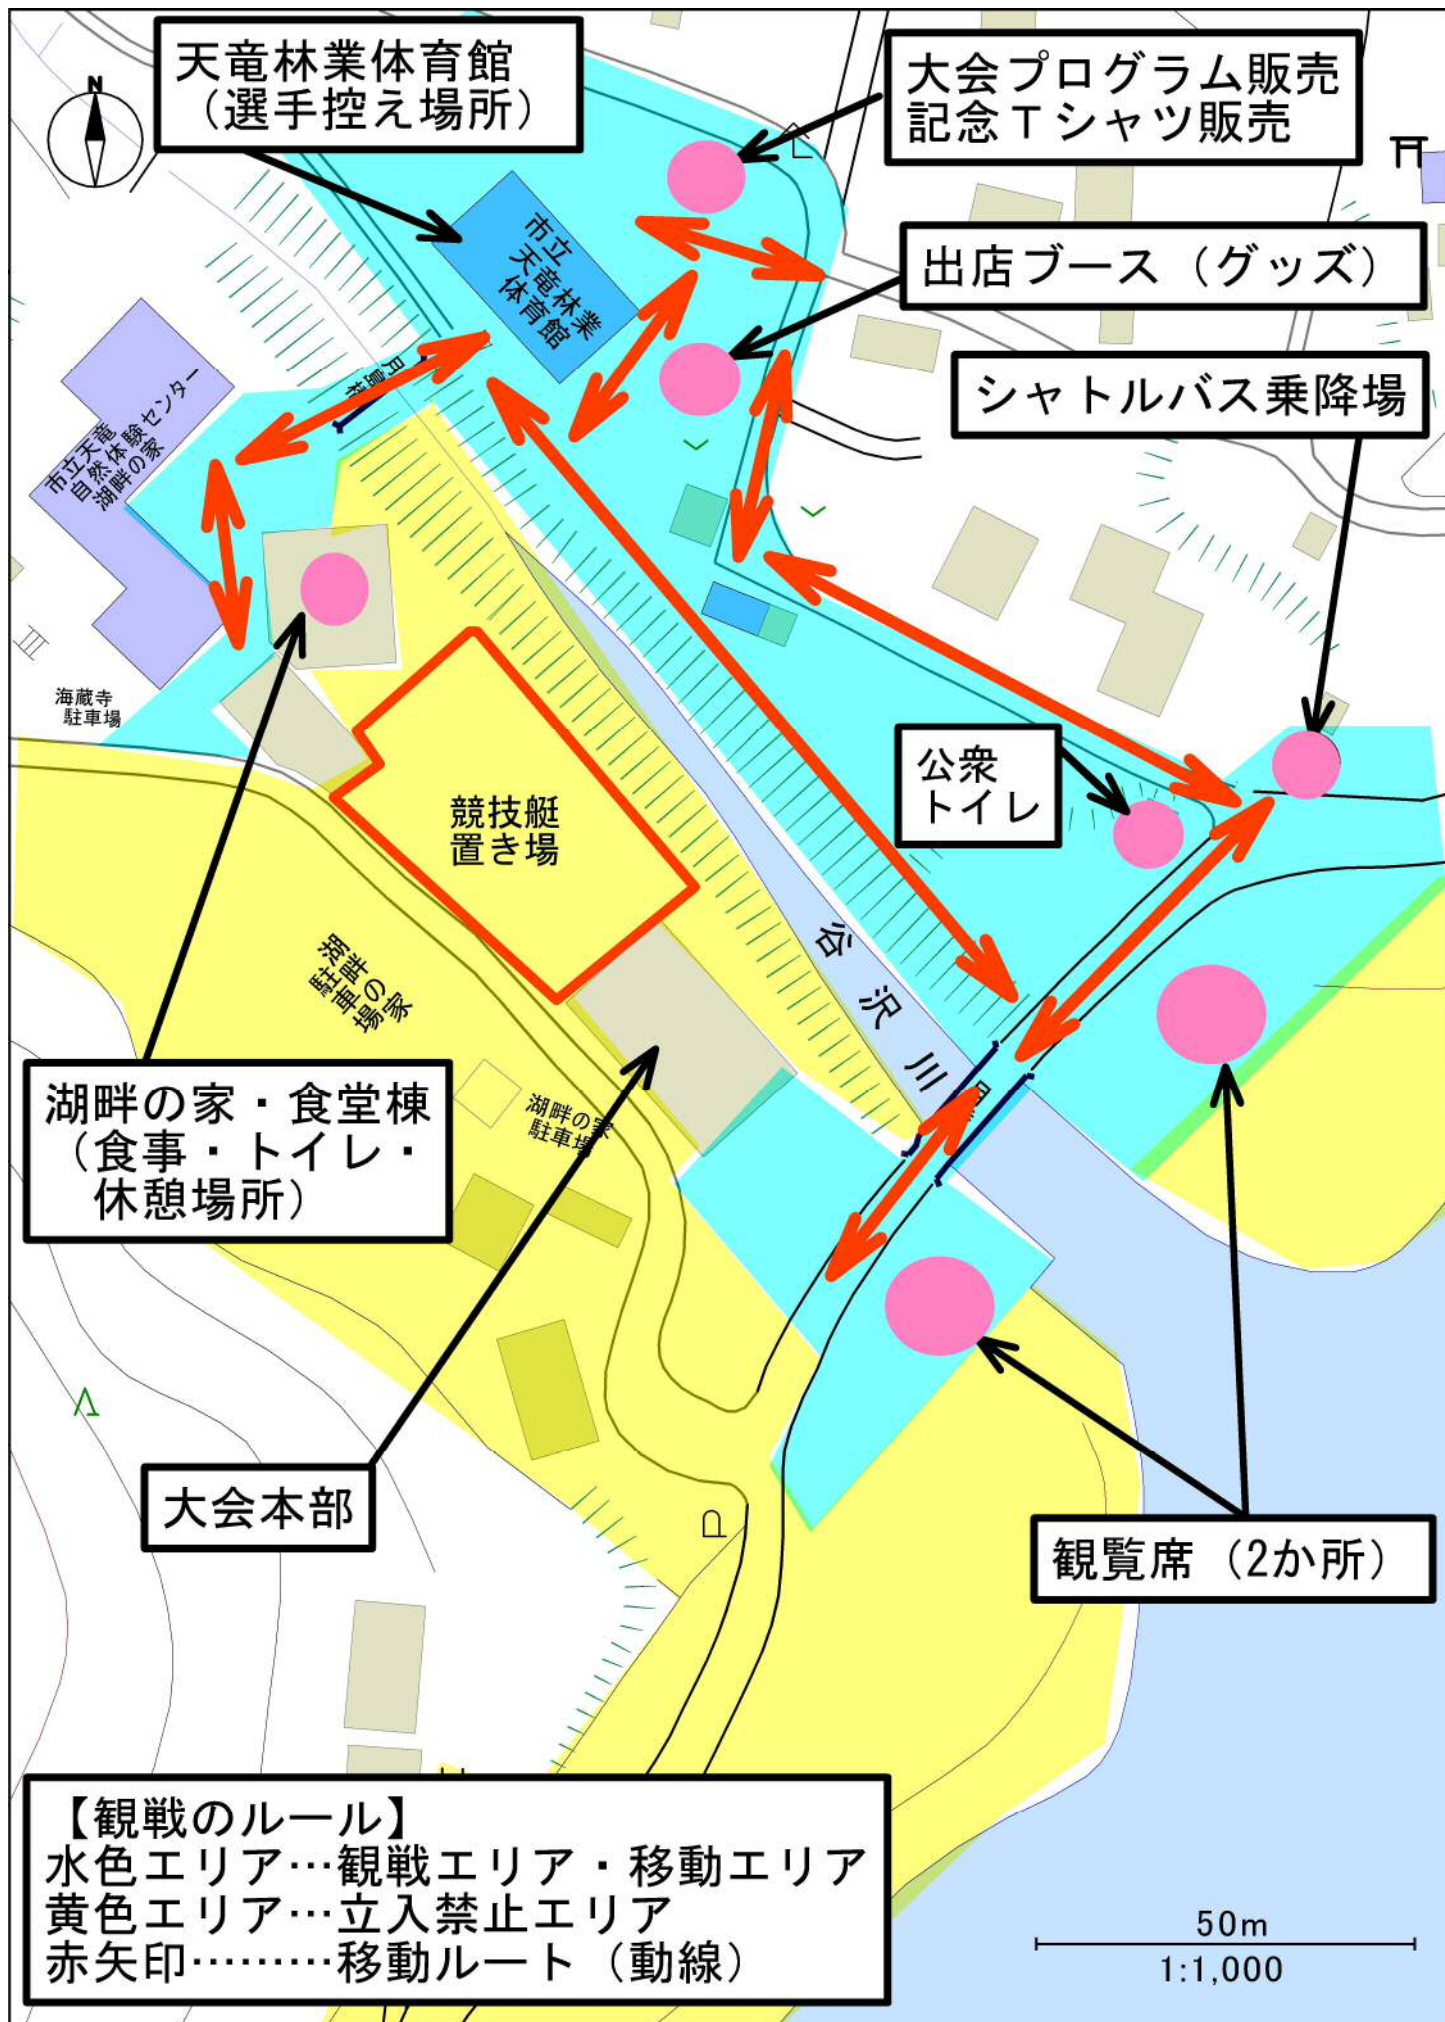 天竜林業体育館
（選手控え場所）
大会プログラム販売
記念Ｔシャツ販売
N
市立
天竜林業
体育館
出店ブース（グッズ）
シャトルバス乗降場
市立天竜
自然体験センター
湖畔の家
海蔵寺
駐車場
公衆
トイレ
競技艇
置き場
谷沢川
湖畔の家
駐車場
湖畔の家
駐車場
湖畔の家・食堂棟
（食事・トイレ・
休憩場所）
大会本部
P
観覧席（2か所）
【観戦のルール】
水色エリア…観戦エリア・移動エリア
黄色エリア…立入禁止エリア
赤矢印………移動ルート（動線）
50m
1:1,000